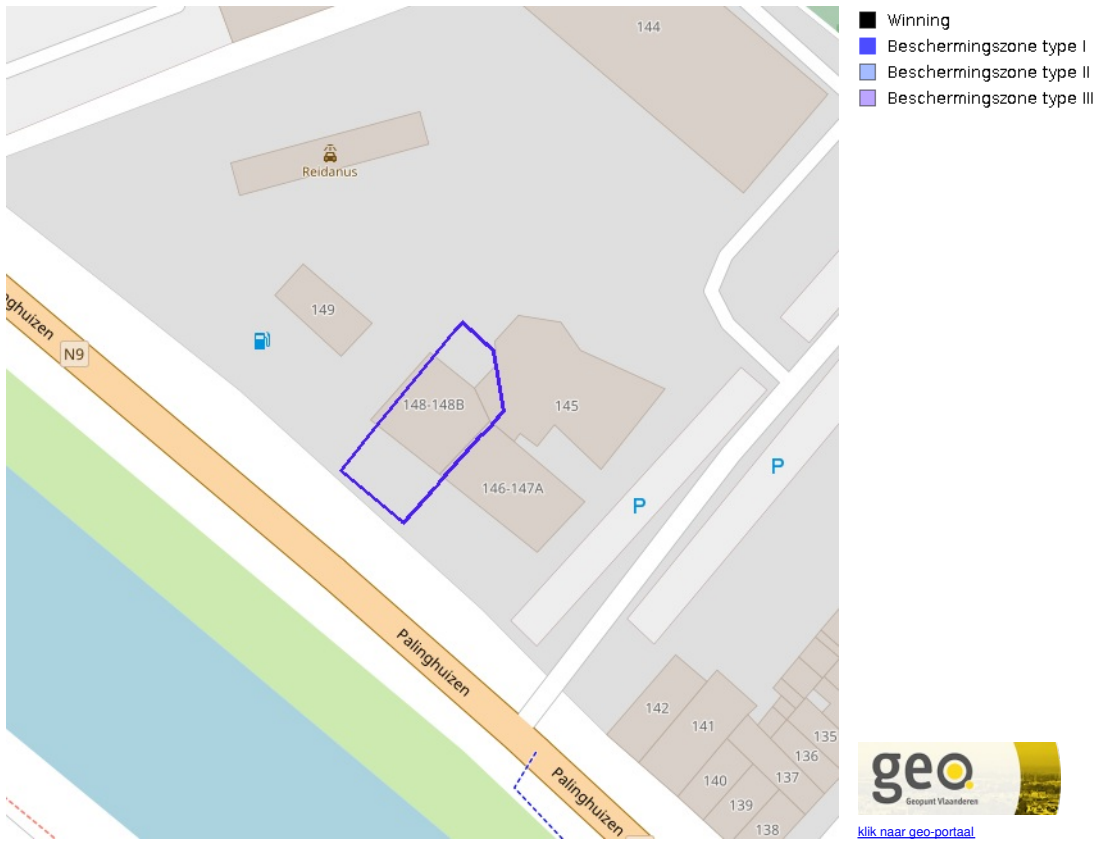 144
Winning
Beschermingszone type I
Beschermingszone type II
Beschermingszone type III
Reidanus
149
nghuizen
N9
148-148B
145
146-147A
P
P
Palinghuizen
142
141
135
136
137
140
139
138
Palinghuizen
geo
Geopunt Vlaanderen
klik naar geo-portaal